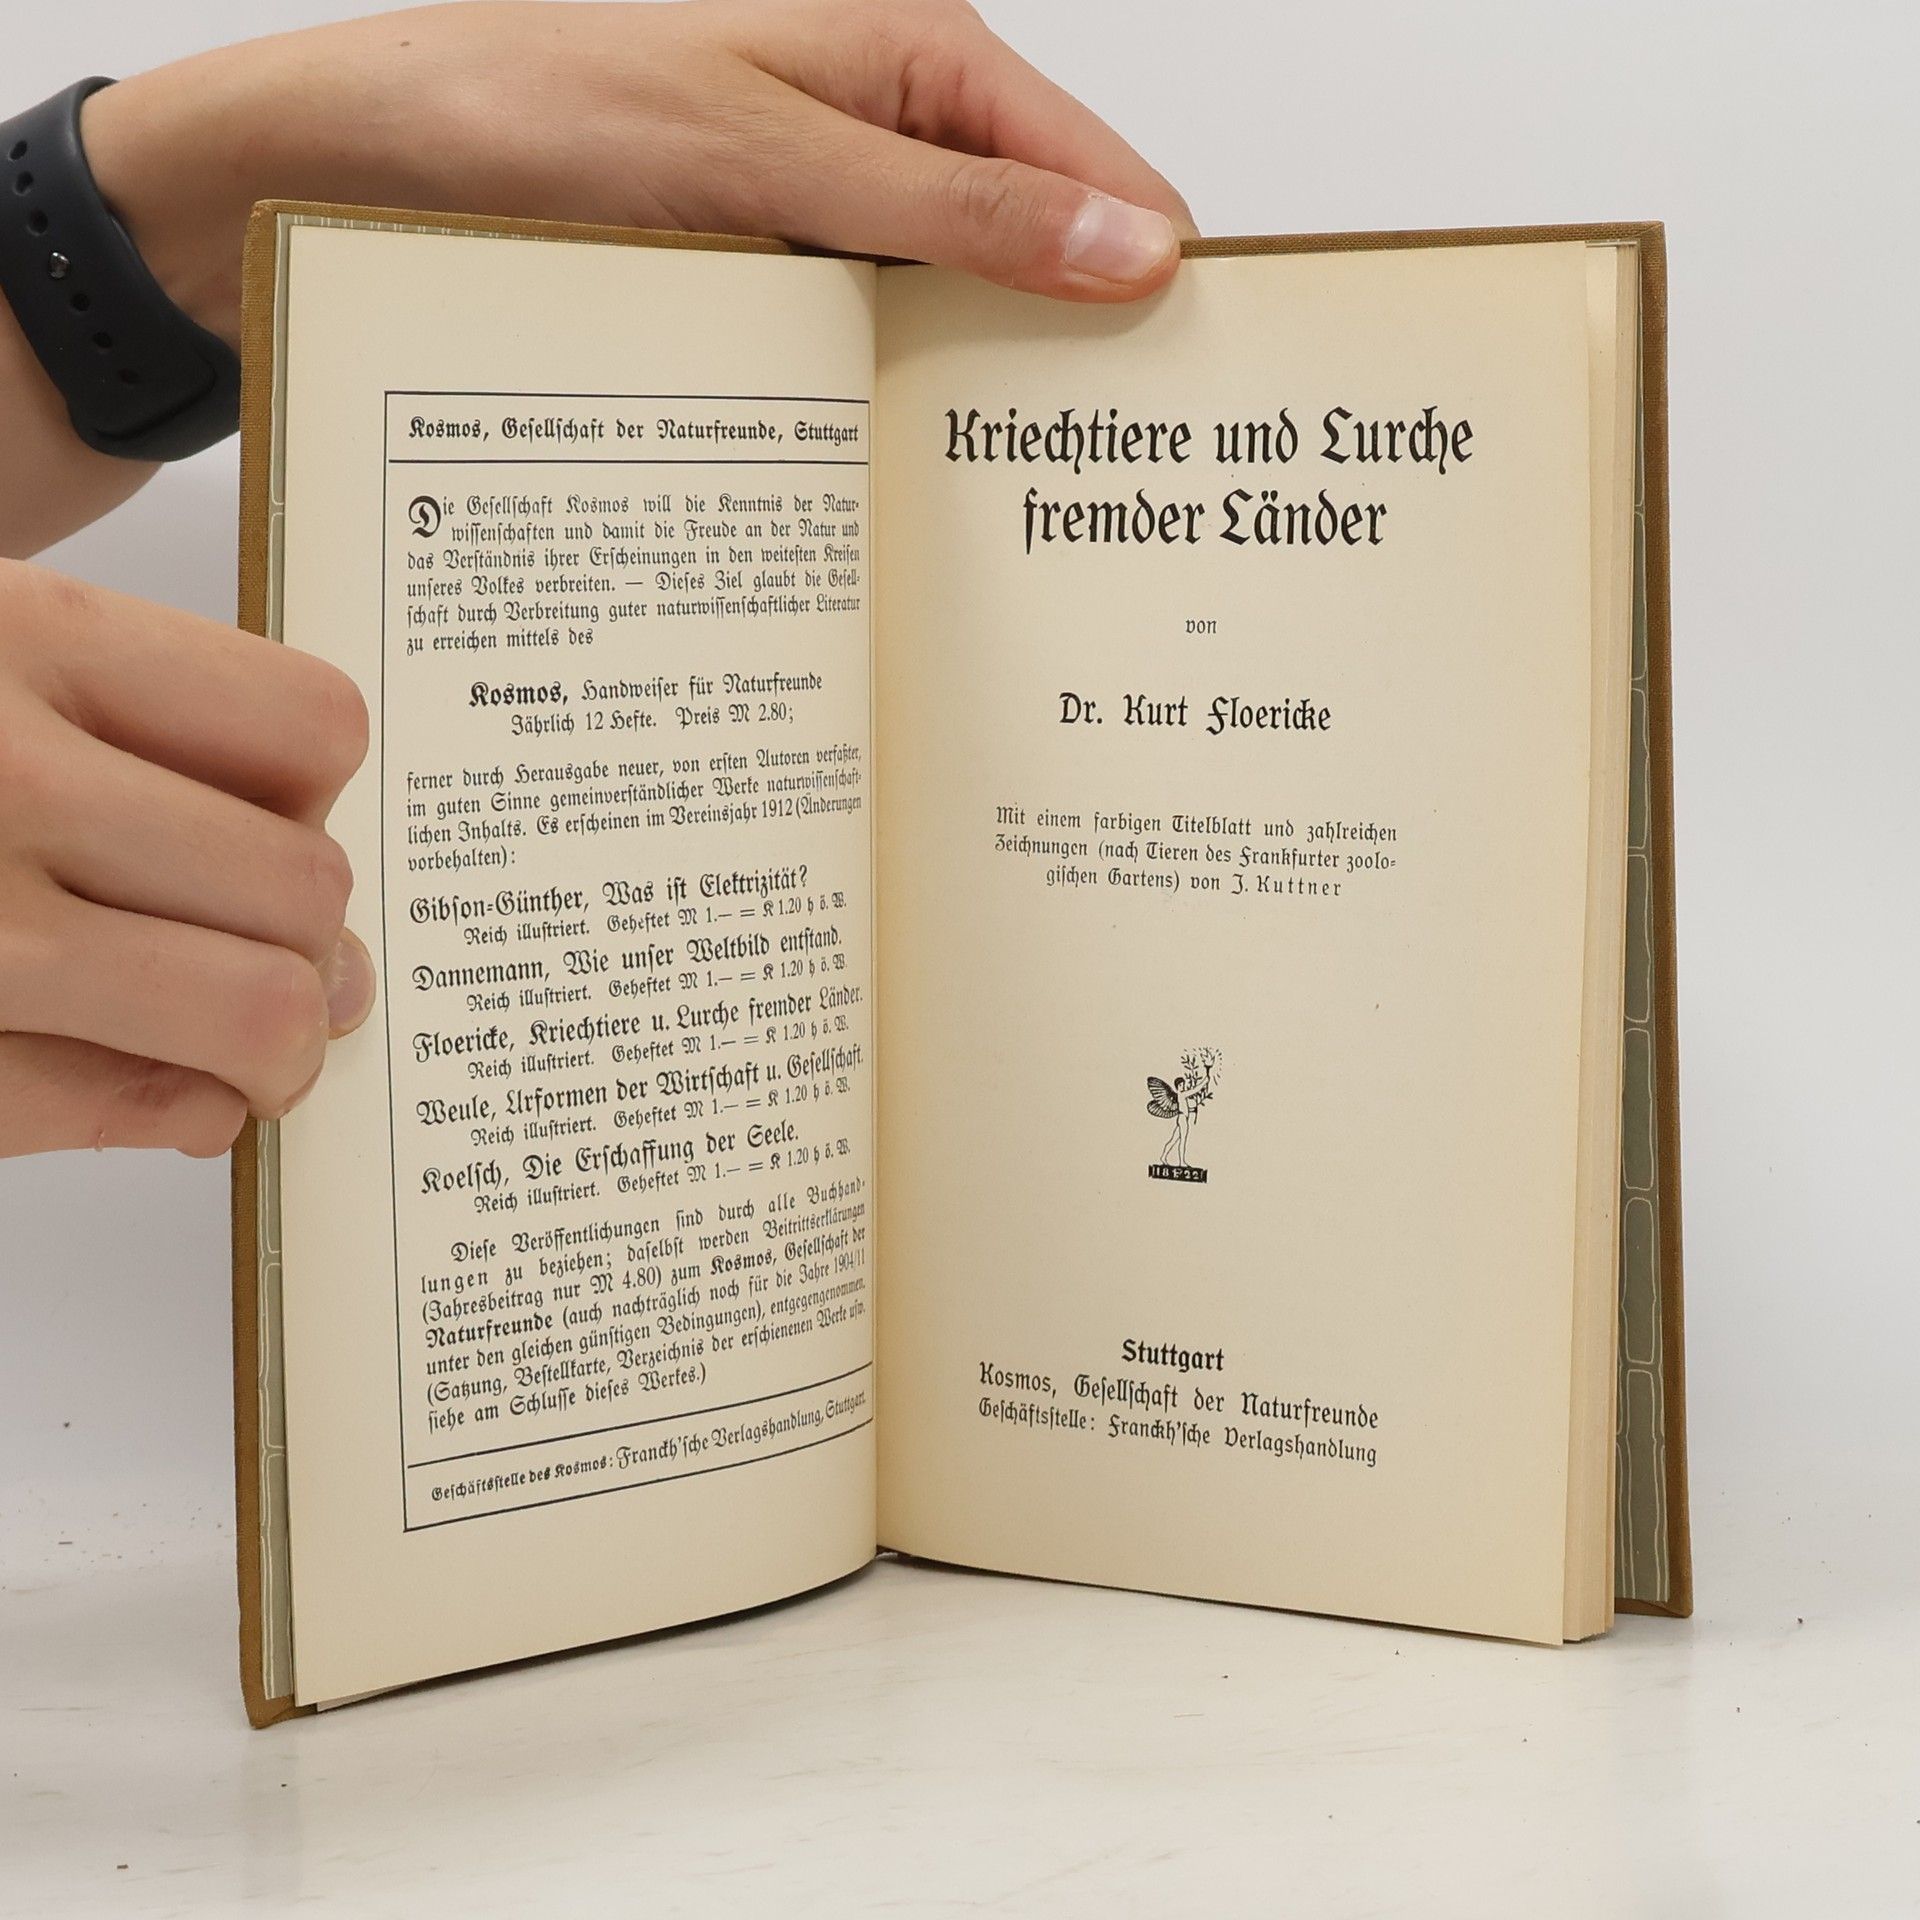 Kosmos, Gesellschaft der Naturfreunde, Stuttgart
Die Gesellschaft Kosmos will die Kenntnis der Natur-
wissenschaften und damit die Freude an der Natur und
das Verständnis ihrer Erscheinungen in den weitesten Kreisen
unseres Volkes verbreiten. — Dieses Ziel glaubt die Gesell-
schaft durch Verbreitung guter naturwissenschaftlicher Literatur
zu erreichen mittels des
Kosmos, Handweiser für Naturfreunde
Jährlich 12 Hefte. Preis M 2.80;
ferner durch Herausgabe neuer, von ersten Autoren verfaßter,
im guten Sinne gemeinverständlicher Werke naturwissenschaft-
lichen Inhalts. Es erscheinen im Vereinsjahr 1912 (Änderungen
vorbehalten):
Gibson-Günther, Was ist Elektrizität?
Reich illustriert. Geheftet M 1.— = K 1.20 h ö. W.
Dannemann, Wie unser Weltbild entstand.
Reich illustriert. Geheftet M 1.— = K 1.20 h ö. W.
Floericke, Kriechtiere u. Lurche fremder Länder.
Reich illustriert. Geheftet M 1.— = K 1.20 h ö. W.
Weule, Urformen der Wirtschaft u. Gesellschaft.
Reich illustriert. Geheftet M 1.— = K 1.20 h ö. W.
Koelsch, Die Erschaffung der Seele.
Reich illustriert. Geheftet M 1.— = K 1.20 h ö. W.
Diese Veröffentlichungen sind durch alle Buchhand-
lungen zu beziehen; daselbst werden Beitrittserklärungen
(Jahresbeitrag nur M 4.80) zum Kosmos, Gesellschaft der
Naturfreunde (auch nachträglich noch für die Jahre 1904/11
unter den gleichen günstigen Bedingungen), entgegengenommen.
(Satzung, Bestellkarte, Verzeichnis der erschienenen Werke usw.
siehe am Schlusse dieses Werkes.)
Geschäftsstelle des Kosmos: Franckh'sche Verlagshandlung, Stuttgart.
Kriechtiere und Lurche
fremder Länder
von
Dr. Kurt Floericke
Mit einem farbigen Titelblatt und zahlreichen
Zeichnungen (nach Tieren des Frankfurter zoolo-
gischen Gartens) von J. Kuttner
18 F 22
Stuttgart
Kosmos, Gesellschaft der Naturfreunde
Geschäftsstelle: Franckh'sche Verlagshandlung